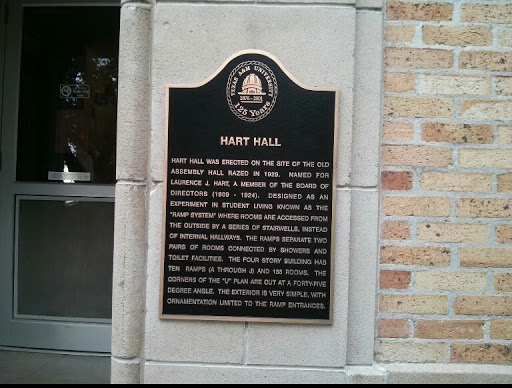 TEXAS A&M UNIVERSITY
1876 - 2001
125 Years
HART HALL
HART HALL WAS ERECTED ON THE SITE OF THE OLD
ASSEMBLY HALL RAZED IN 1929. NAMED FOR
LAURENCE J. HART, A MEMBER OF THE BOARD OF
DIRECTORS (1909 - 1924). DESIGNED AS AN
EXPERIMENT IN STUDENT LIVING KNOWN AS THE
"RAMP SYSTEM" WHERE ROOMS ARE ACCESSED FROM
THE OUTSIDE BY A SERIES OF STAIRWELLS, INSTEAD
OF INTERNAL HALLWAYS. THE RAMPS SEPARATE TWO
PAIRS OF ROOMS CONNECTED BY SHOWERS AND
TOILET FACILITIES. THE FOUR STORY BUILDING HAS
TEN RAMPS (A THROUGH J) AND ROOMS. THE
CORNERS OF THE "U" PLAN ARE CUT AT A FORTY-FIVE
DEGREE ANGLE. THE EXTERIOR IS VERY SIMPLE, WITH
ORNAMENTATION LIMITED TO THE RAMP ENTRANCES.